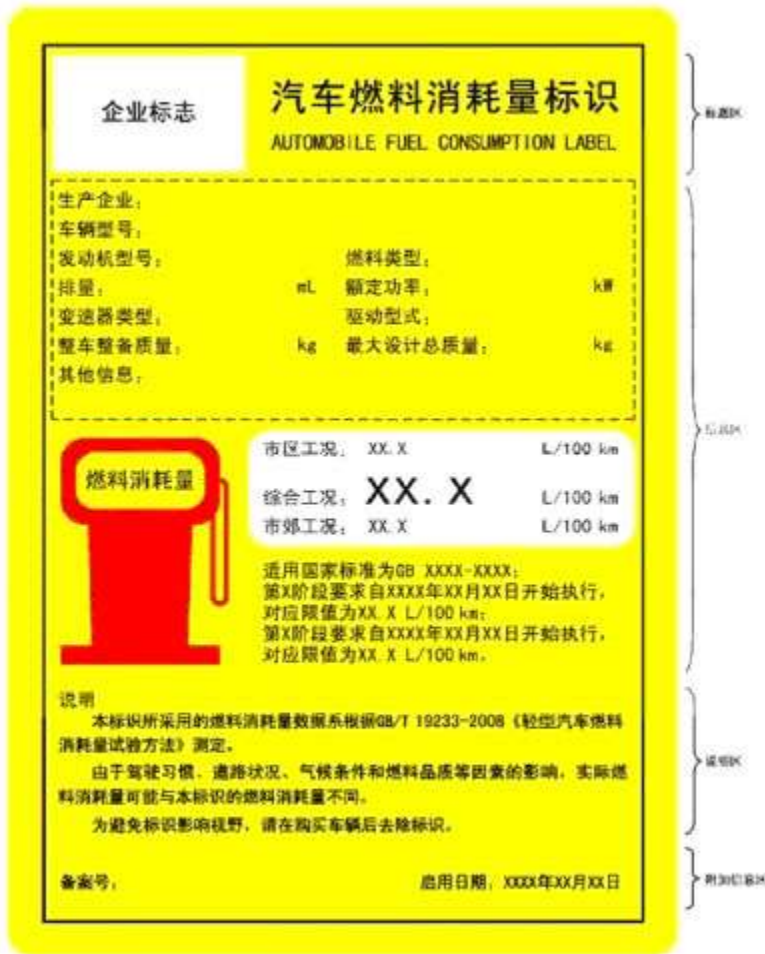 企业标志
汽车燃料消耗量标识
AUTOMOBILE FUEL CONSUMPTION LABEL
标题区
生产企业：
车辆型号：
发动机型号： 燃料类型：
排量： mL 额定功率： kW
变速器类型： 驱动型式：
整车整备质量： kg 最大设计总质量： kg
其他信息：
信息区
燃料消耗量
市区工况： XX.X L/100 km
综合工况： XX.X L/100 km
市郊工况： XX.X L/100 km
适用国家标准为GB XXXX-XXXX；
第X阶段要求自XXXX年XX月XX日开始执行，
对应限值为XX.X L/100 km；
第X阶段要求自XXXX年XX月XX日开始执行，
对应限值为XX.X L/100 km。
说明
本标识所采用的燃料消耗量数据系根据GB/T 19233-2008《轻型汽车燃料
消耗量试验方法》测定。
由于驾驶习惯、道路状况、气候条件和燃料品质等因素的影响，实际燃
料消耗量可能与本标识的燃料消耗量不同。
为避免标识影响视野，请在购买车辆后去除标识。
说明区
备案号： 启用日期：XXXX年XX月XX日
附加信息区